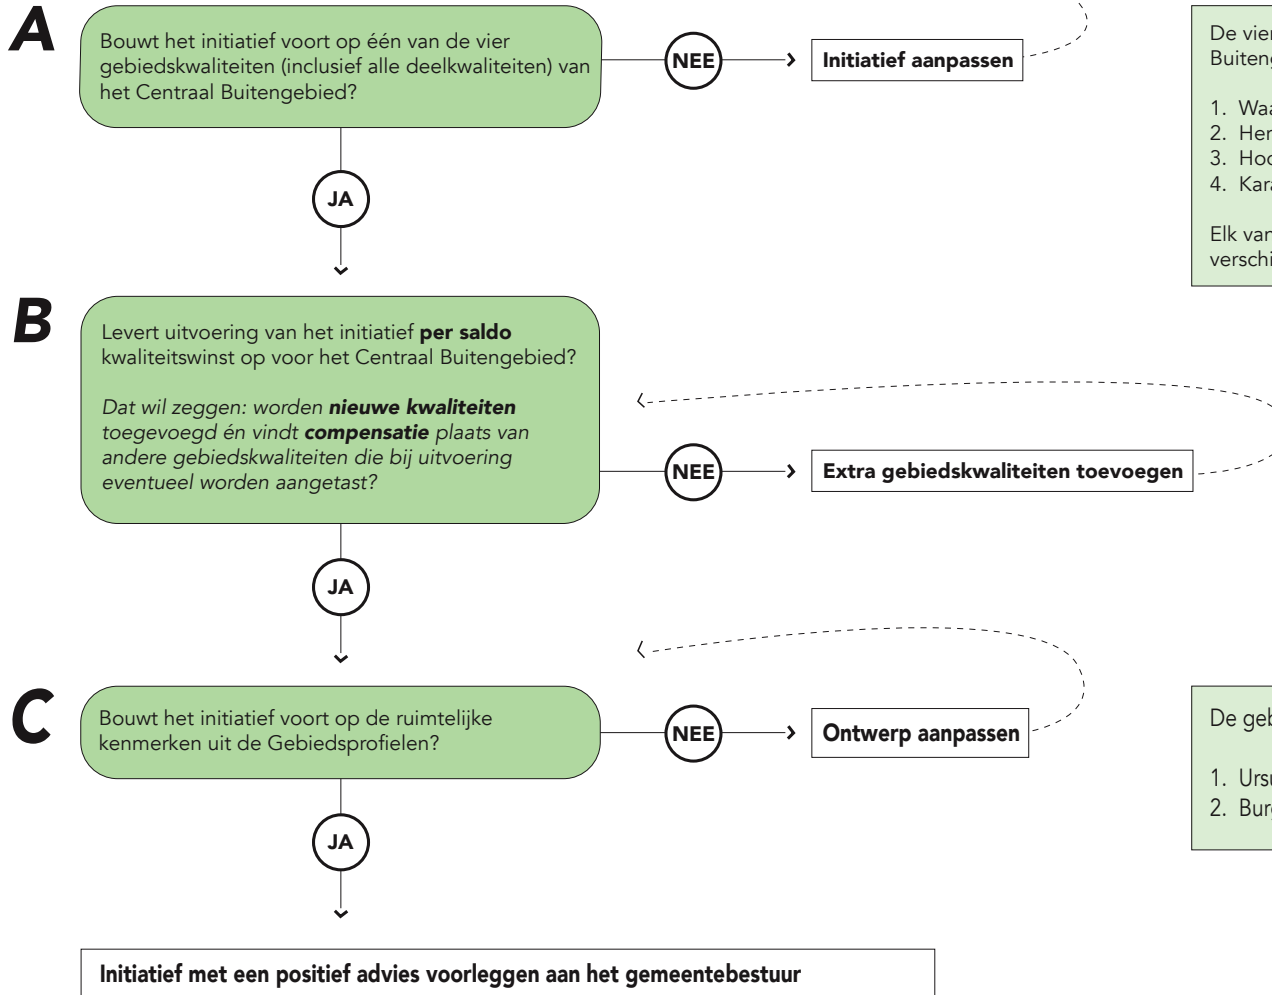 A
Bouwt het initiatief voort op één van de vier
gebiedskwaliteiten (inclusief alle deelkwaliteiten) van
het Centraal Buitengebied?
NEE
Initiatief aanpassen
JA
De vier
1.
2.
3.
4.
Elk van
B
Levert uitvoering van het initiatief per saldo
kwaliteitswinst op voor het Centraal Buitengebied?
Dat wil zeggen: worden nieuwe kwaliteiten
toegevoegd én vindt compensatie plaats van
andere gebiedskwaliteiten die bij uitvoering
eventueel worden aangetast?
NEE
Extra gebiedskwaliteiten toevoegen
JA
C
Bouwt het initiatief voort op de ruimtelijke
kenmerken uit de Gebiedsprofielen?
NEE
Ontwerp aanpassen
JA
De
1.
2.
Initiatief met een positief advies voorleggen aan het gemeentebestuur